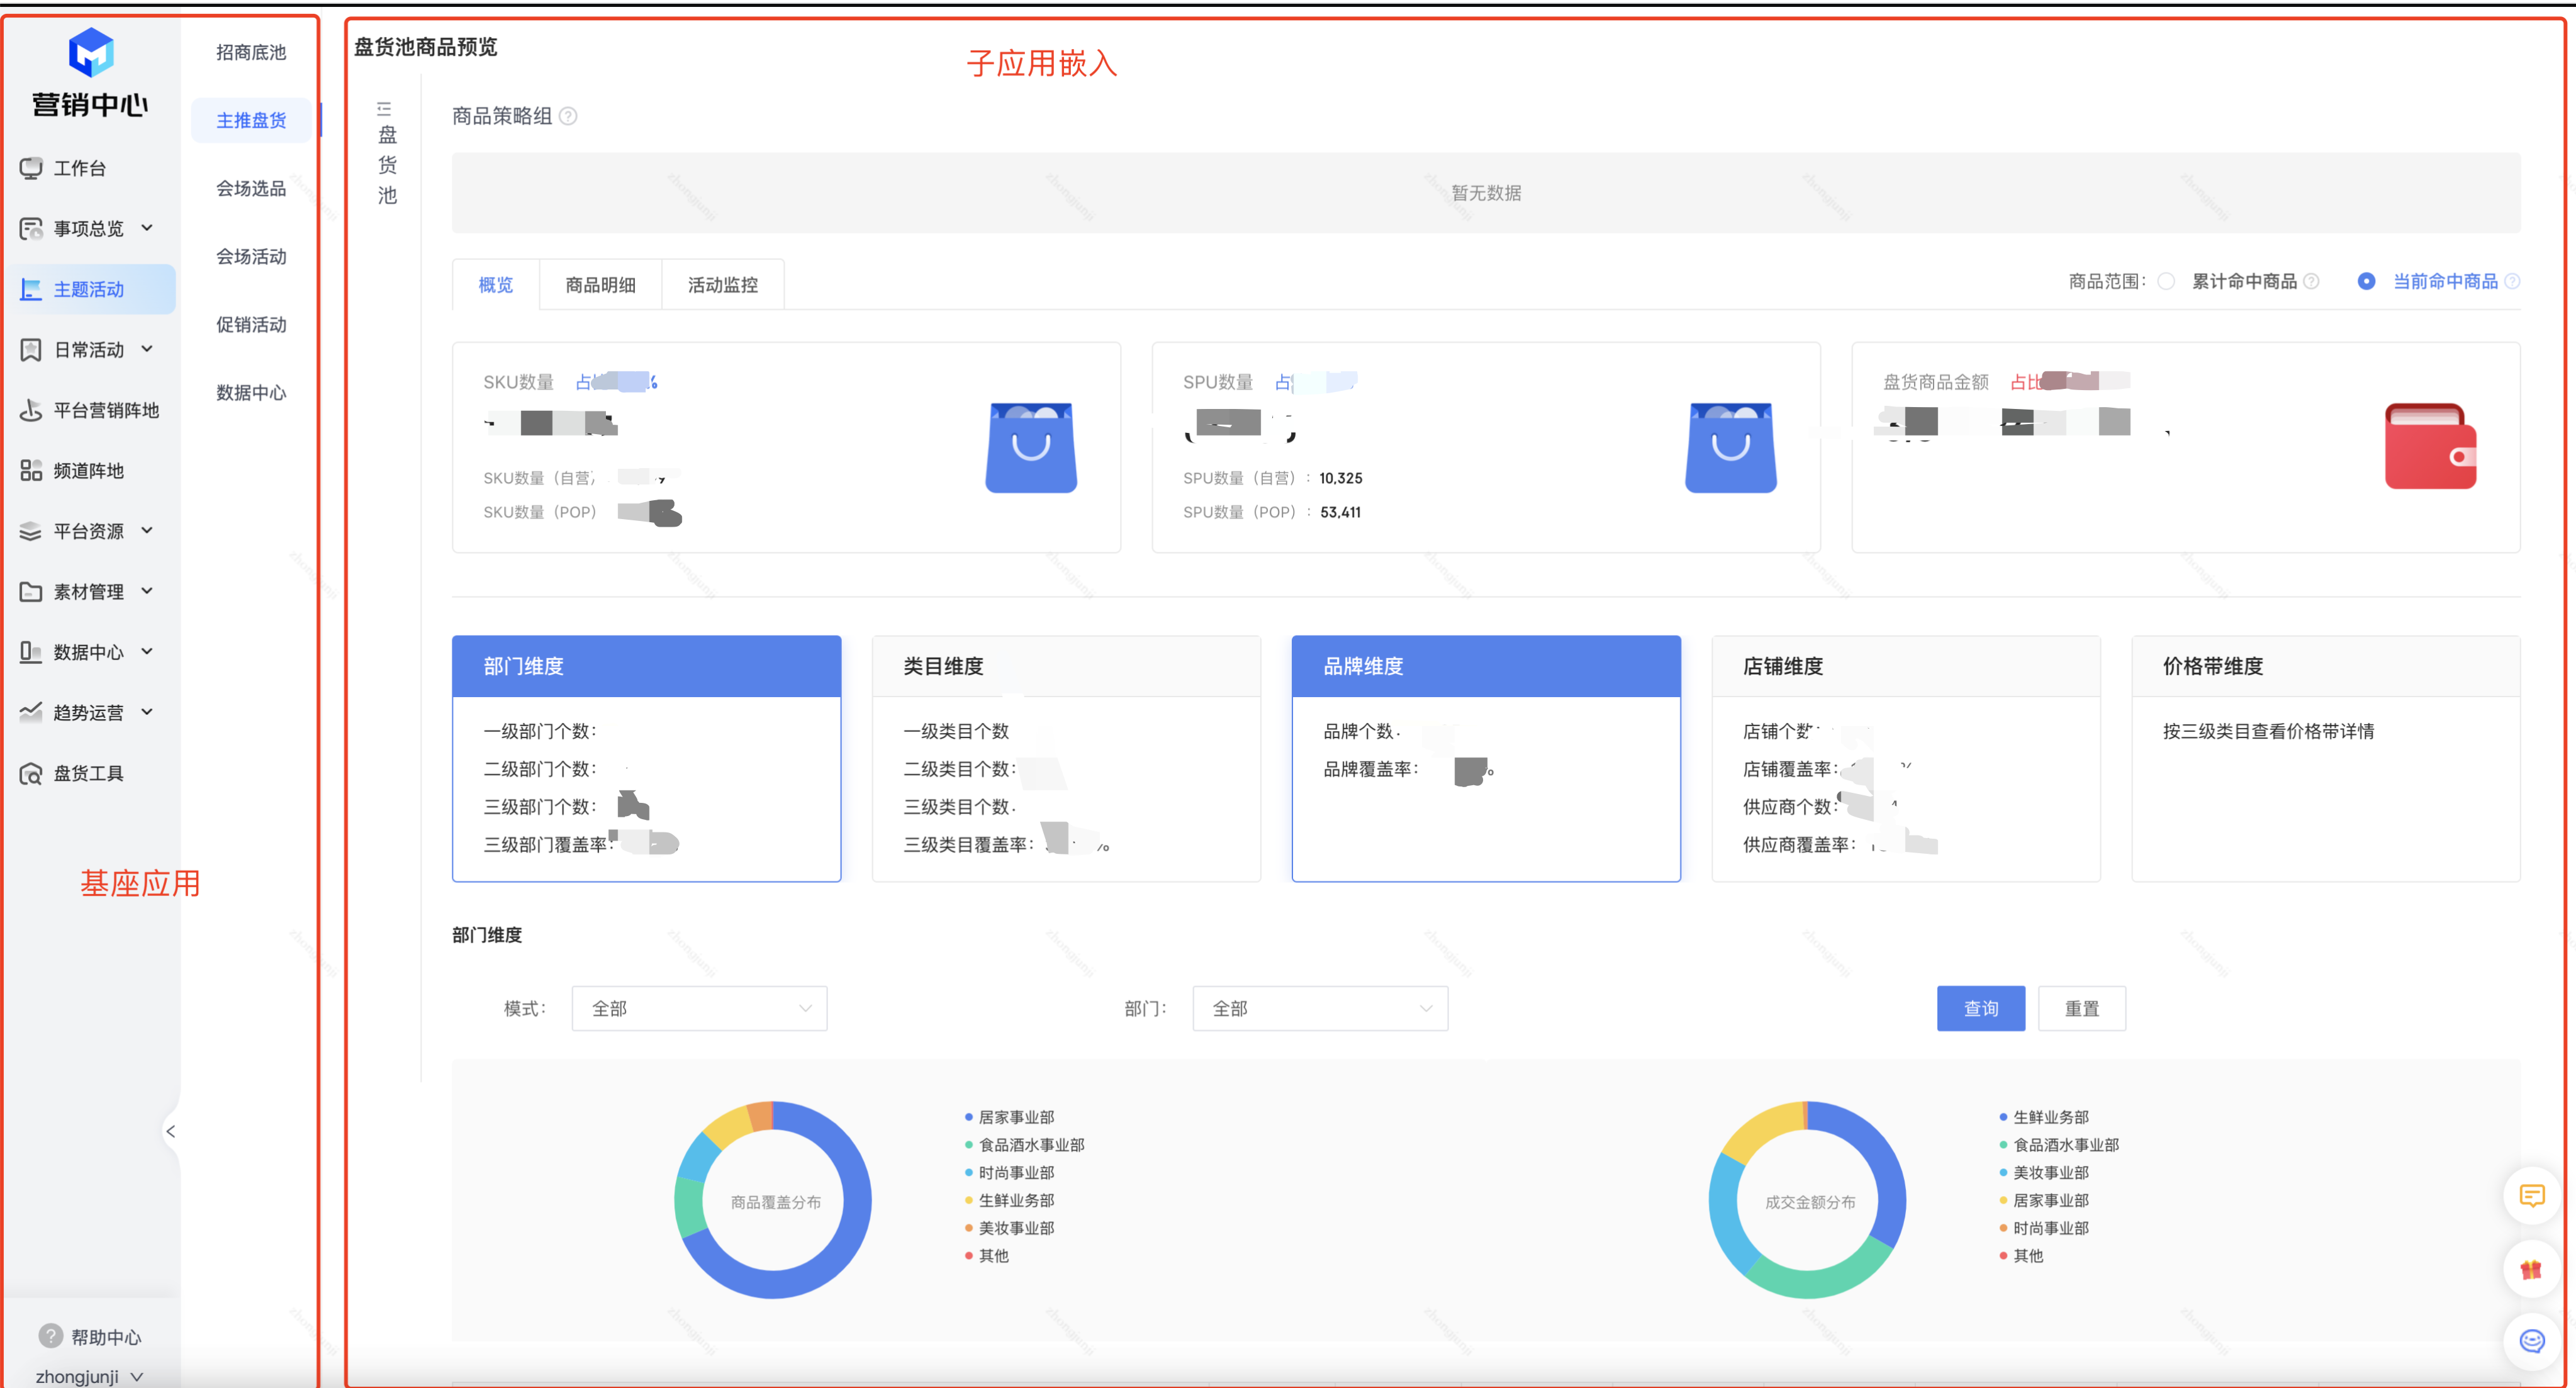 营销中心
工作台
事项总览
主题活动
日常活动
平台营销阵地
频道阵地
平台资源
素材管理
数据中心
趋势运营
盘货工具
基座应用
帮助中心
zhongjunji
招商底池
主推盘货
会场选品
会场活动
促销活动
数据中心
盘货池商品预览
子应用嵌入
盘货池
商品策略组
暂无数据
概览 商品明细 活动监控
商品范围： 累计命中商品 当前命中商品
SKU数量
SKU数量（自营）
SKU数量（POP）
SPU数量
SPU数量（自营）：10,325
SPU数量（POP）：53,411
盘货商品金额 占比
部门维度
一级部门个数：
二级部门个数：
三级部门个数：
三级部门覆盖率：
类目维度
一级类目个数
二级类目个数：
三级类目个数
三级类目覆盖率：
品牌维度
品牌个数
品牌覆盖率：
店铺维度
店铺个数
店铺覆盖率：
供应商个数：
供应商覆盖率：
价格带维度
按三级类目查看价格带详情
部门维度
模式： 全部 部门： 全部 查询 重置
商品覆盖分布
居家事业部
食品酒水事业部
时尚事业部
生鲜业务部
美妆事业部
其他
成交金额分布
生鲜业务部
食品酒水事业部
美妆事业部
居家事业部
时尚事业部
其他